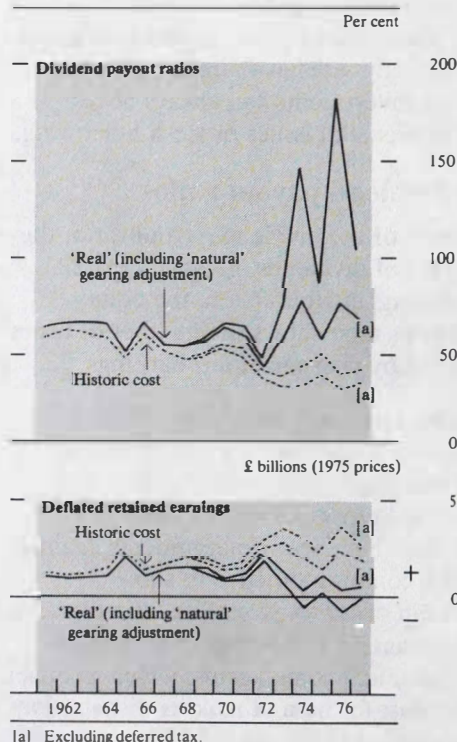 Per cent
Dividend payout ratios
200
150
'Real' (including 'natural'
gearing adjustment)
100
[a]
50
Historic cost
[a]
0
£ billions (1975 prices)
Deflated retained earnings
5
Historic cost
[a]
[a]
+
0
'Real' (including 'natural'
gearing adjustment)
–
1962 64 66 68 70 72 74 76
[a] Excluding deferred tax.